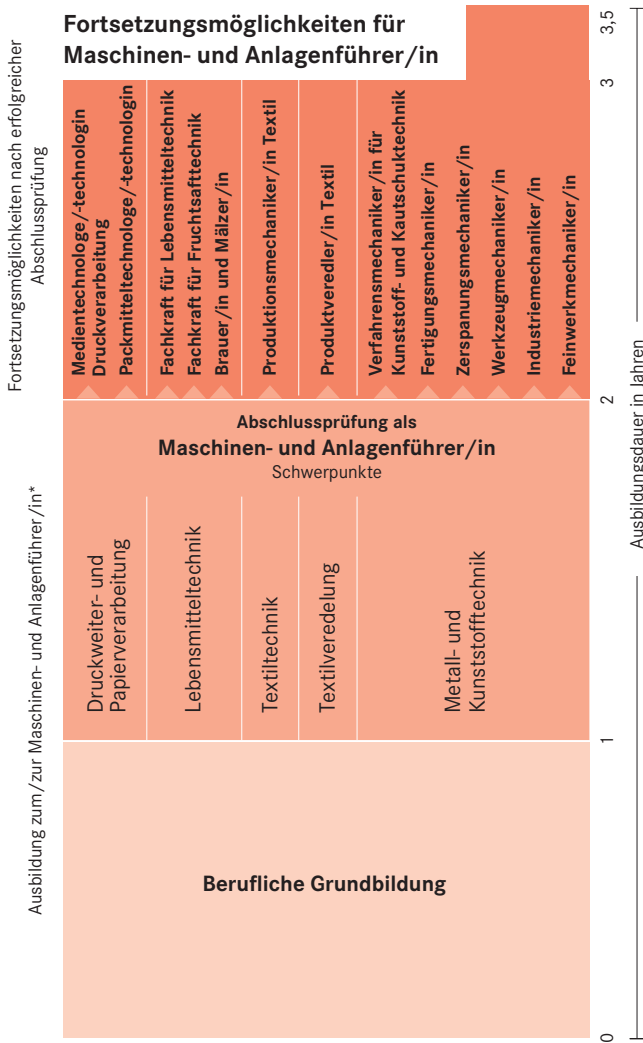 Fortsetzungsmöglichkeiten für
Maschinen- und Anlagenführer/in
Fortsetzungsmöglichkeiten nach erfolgreicher
Abschlussprüfung
Medientechnologe/-technologin
Druckverarbeitung
Packmitteltechnologe/-technologin
Fachkraft für Lebensmitteltechnik
Fachkraft für Fruchtsafttechnik
Brauer/in und Mälzer/in
Produktionsmechaniker/in Textil
Produktveredler/in Textil
Verfahrensmechaniker/in für
Kunststoff- und Kautschuktechnik
Fertigungsmechaniker/in
Zerspanungsmechaniker/in
Werkzeugmechaniker/in
Industriemechaniker/in
Feinwerkmechaniker/in
Abschlussprüfung als
Maschinen- und Anlagenführer/in
Schwerpunkte
Ausbildung zum/zur Maschinen- und Anlagenführer/in*
Druckweiter- und
Papierverarbeitung
Lebensmitteltechnik
Textiltechnik
Textilveredelung
Metall- und
Kunststofftechnik
Berufliche Grundbildung
0
1
2
3
3,5
Ausbildungsdauer in Jahren